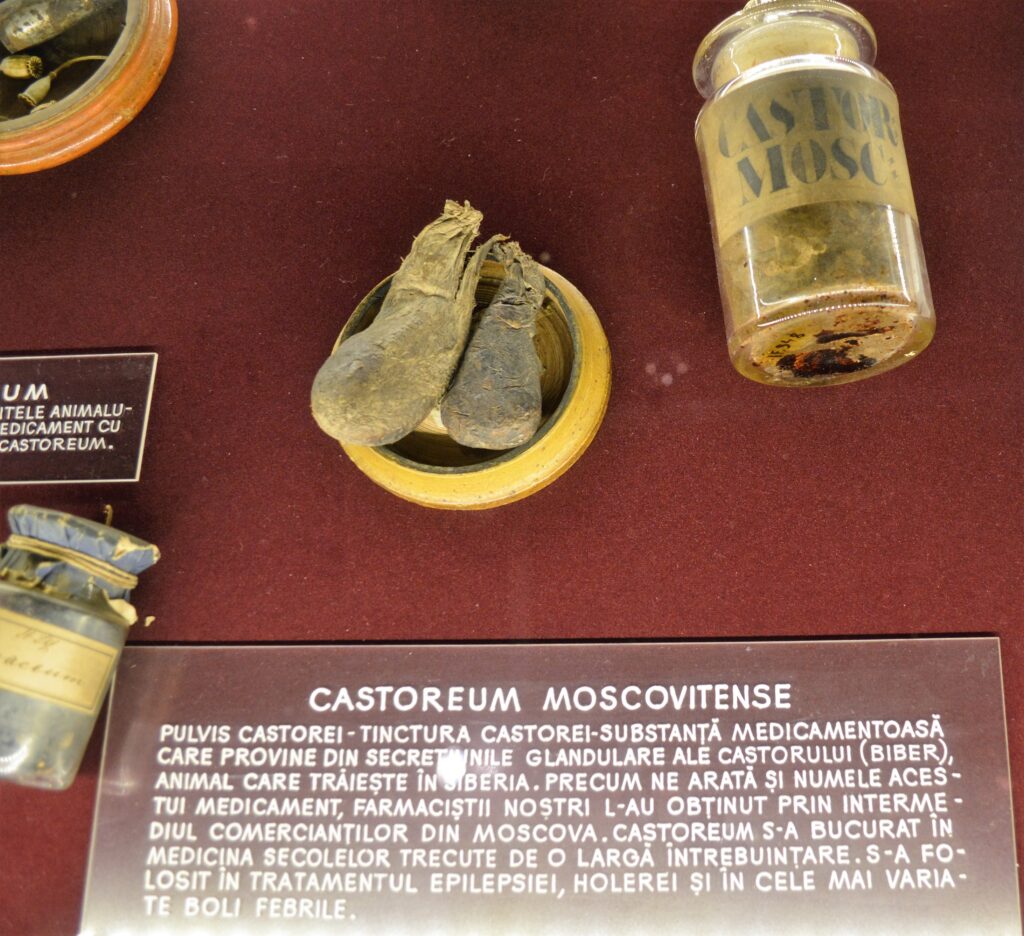 CASTOR:
MOSC:
UM
ITELE ANIMALU-
EDICAMENT CU
CASTOREUM.
CASTOREUM MOSCOVITENSE
PULVIS CASTOREI-TINCTURA CASTOREI-SUBSTANȚĂ MEDICAMENTOASĂ
CARE PROVINE DIN SECREȚIUNILE GLANDULARE ALE CASTORULUI (BIBER),
ANIMAL CARE TRĂIEȘTE ÎN SIBERIA. PRECUM NE ARATĂ ȘI NUMELE ACES-
TUI MEDICAMENT, FARMACIȘTII NOȘTRI L-AU OBȚINUT PRIN INTERME-
DIUL COMERCIANȚILOR DIN MOSCOVA. CASTOREUM S-A BUCURAT ÎN
MEDICINA SECOLELOR TRECUTE DE O LARGĂ ÎNTREBUINȚARE. S-A FO-
LOSIT ÎN TRATAMENTUL EPILEPSIEI, HOLEREI ȘI ÎN CELE MAI VARIA-
TE BOLI FEBRILE.